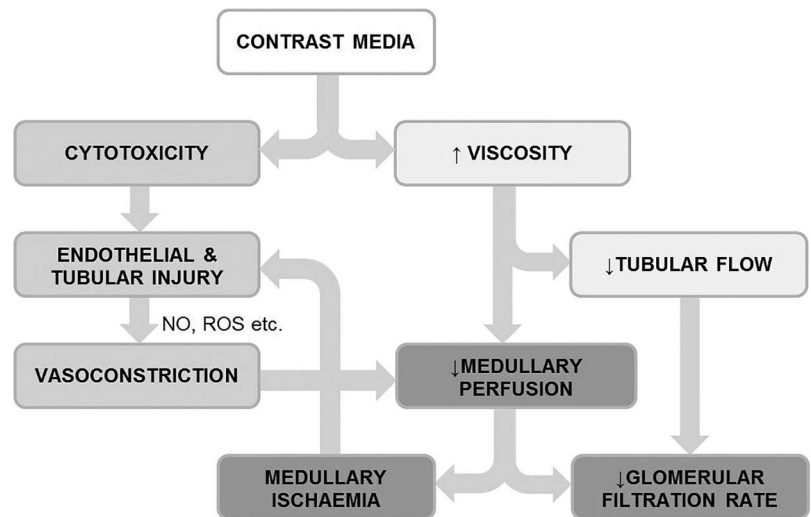 CONTRAST MEDIA
CYTOTOXICITY
↑ VISCOSITY
ENDOTHELIAL &
TUBULAR INJURY
↓TUBULAR FLOW
NO, ROS etc.
VASOCONSTRICTION
↓MEDULLARY
PERFUSION
MEDULLARY
ISCHAEMIA
↓GLOMERULAR
FILTRATION RATE